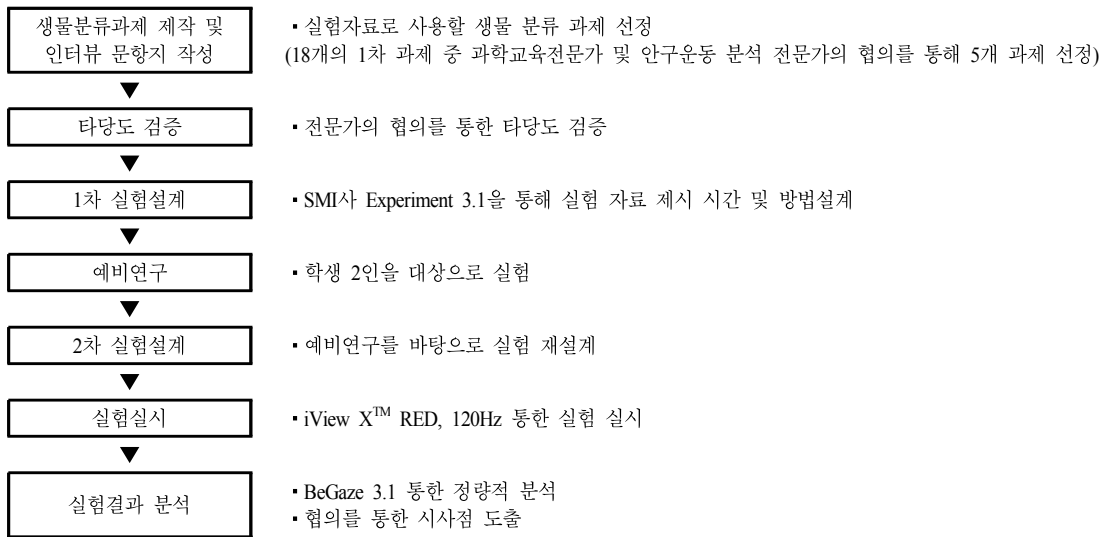 생물분류과제 제작 및
인터뷰 문항지 작성
▪ 실험자료로 사용할 생물 분류 과제 선정
(18개의 1차 과제 중 과학교육전문가 및 안구운동 분석 전문가의 협의를 통해 5개 과제 선정)
타당도 검증
▪ 전문가의 협의를 통한 타당도 검증
1차 실험설계
▪ SMI사 Experiment 3.1을 통해 실험 자료 제시 시간 및 방법설계
예비연구
▪ 학생 2인을 대상으로 실험
2차 실험설계
▪ 예비연구를 바탕으로 실험 재설계
실험실시
▪ iView X™ RED, 120Hz 통한 실험 실시
실험결과 분석
▪ BeGaze 3.1 통한 정량적 분석
▪ 협의를 통한 시사점 도출